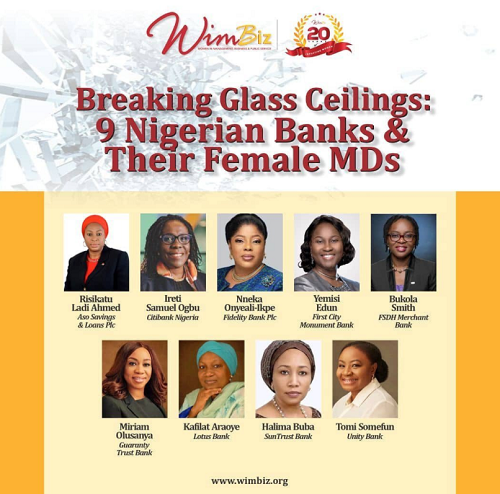 WimBiz
WOMEN IN MANAGEMENT, BUSINESS & PUBLIC SERVICE
20
Breaking Glass Ceilings:
9 Nigerian Banks &
Their Female MDs
Risikatu
Ladi Ahmed
Aso Savings
& Loans Plc
Ireti
Samuel Ogbu
Citibank Nigeria
Nneka
Onyeali-Ikpe
Fidelity Bank Plc
Yemisi
Edun
First City
Monument Bank
Bukola
Smith
FSDH Merchant
Bank
Miriam
Olusanya
Guaranty
Trust Bank
Kafilat Araoye
Lotus Bank
Halima Buba
SunTrust Bank
Tomi Somefun
Unity Bank
www.wimbiz.org